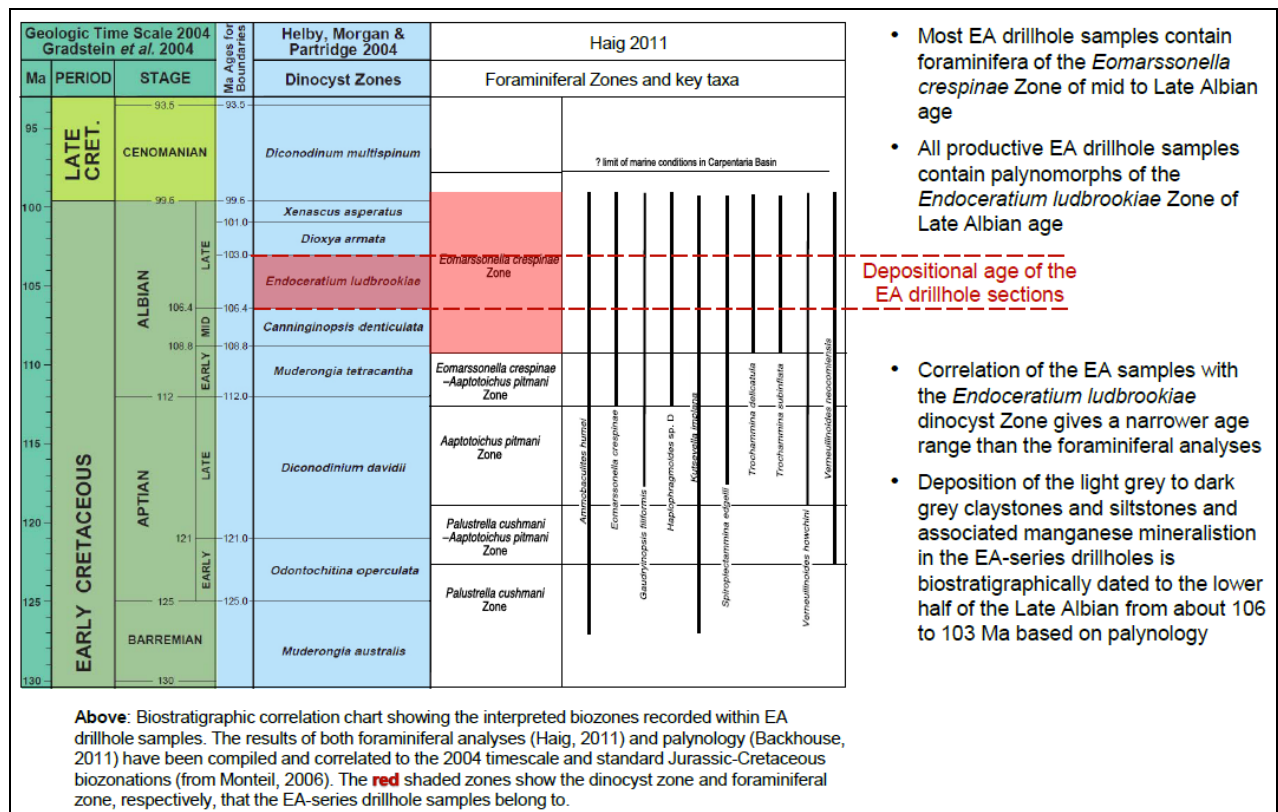 Geologic Time Scale 2004
Gradstein et al. 2004
Ma Ages for
Boundaries
Helby, Morgan &
Partridge 2004
Haig 2011
Ma
PERIOD
STAGE
Dinocyst Zones
Foraminiferal Zones and key taxa
95
100
105
110
115
120
125
130
LATE
CRET.
EARLY CRETACEOUS
93.5
CENOMANIAN
99.6
ALBIAN
LATE
106.4
MID
108.8
EARLY
112
APTIAN
LATE
121
EARLY
125
BARREMIAN
130
93.5
99.6
101.0
103.0
106.4
108.8
112.0
121.0
125.0
Diconodinum multispinum
Xenascus asperatus
Dioxya armata
Endoceratium ludbrookiae
Canninginopsis denticulata
Muderongia tetracantha
Diconodinium davidii
Odontochitina operculata
Muderongia australis
Eomarssonella crespinae
Zone
Eomarssonella crespinae
–Aaptotoichus pitmani
Zone
Aaptotoichus pitmani
Zone
Palustrella cushmani
–Aaptotoichus pitmani
Zone
Palustrella cushmani
Zone
? limit of marine conditions in Carpentaria Basin
Ammobaculites humei
Eomarssonella crespinae
Gaudryinopsis filiformis
Haplophragmoides sp. D
Kutsevella implana
Spiroplectammina edgelli
Trochammina delicatula
Trochammina subinflata
Verneuilinoides howchini
Verneuilinoides neocomiensis
• Most EA drillhole samples contain
foraminifera of the Eomarssonella
crespinae Zone of mid to Late Albian
age
• All productive EA drillhole samples
contain palynomorphs of the
Endoceratium ludbrookiae Zone of
Late Albian age
Depositional age of the
EA drillhole sections
• Correlation of the EA samples with
the Endoceratium ludbrookiae
dinocyst Zone gives a narrower age
range than the foraminiferal analyses
• Deposition of the light grey to dark
grey claystones and siltstones and
associated manganese mineralistion
in the EA-series drillholes is
biostratigraphically dated to the lower
half of the Late Albian from about 106
to 103 Ma based on palynology
Above: Biostratigraphic correlation chart showing the interpreted biozones recorded within EA
drillhole samples. The results of both foraminiferal analyses (Haig, 2011) and palynology (Backhouse,
2011) have been compiled and correlated to the 2004 timescale and standard Jurassic-Cretaceous
biozonations (from Monteil, 2006). The red shaded zones show the dinocyst zone and foraminiferal
zone, respectively, that the EA-series drillhole samples belong to.